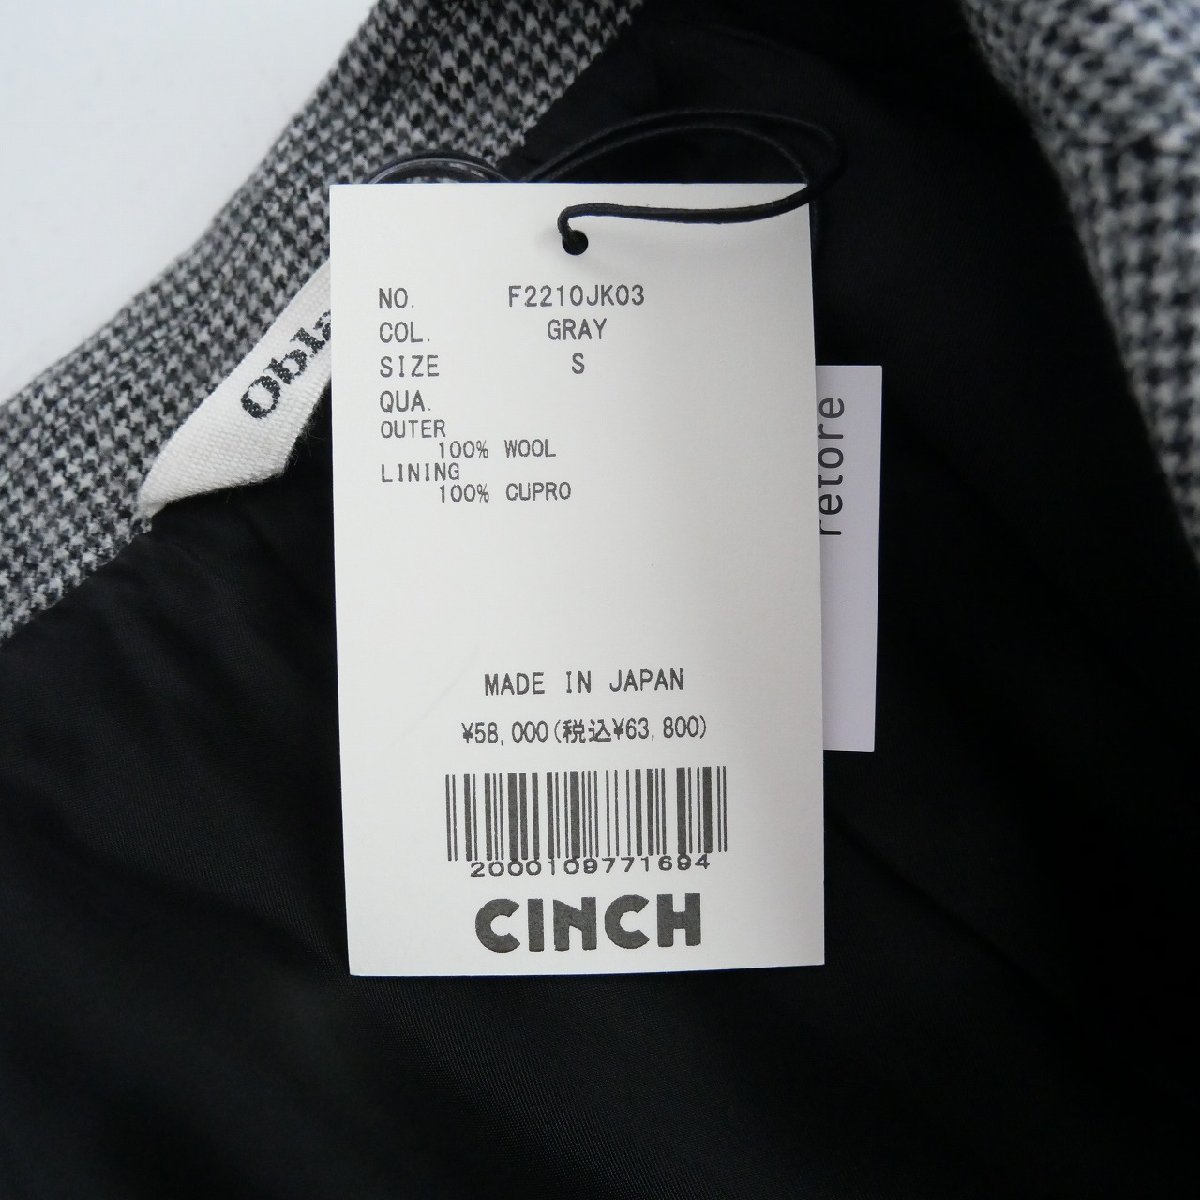 NO. F2210JK03
COL. GRAY
SIZE S
QUA.
OUTER
100% WOOL
LINING
100% CUPRO
MADE IN JAPAN
¥58,000(税込¥63,800)
2000109771694
CINCH
retore